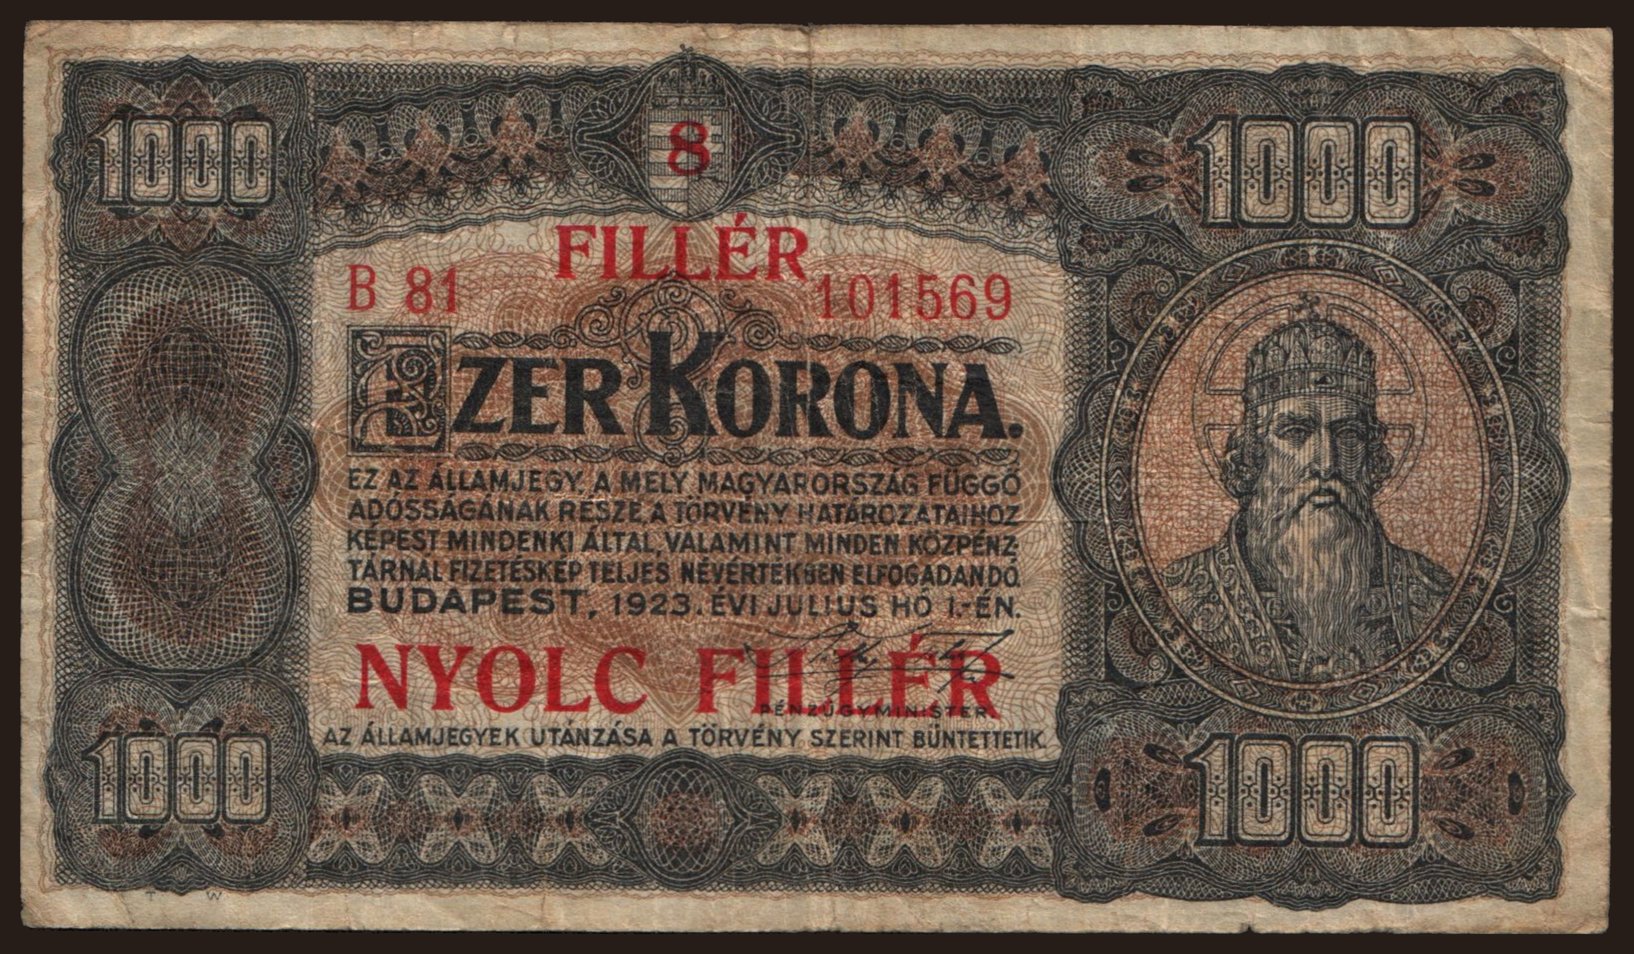 1000
8
1000
FILLÉR
B 81 101569
EZER KORONA.
EZ AZ ÁLLAMJEGY, A MELY MAGYARORSZÁG FÜGGŐ
ADÓSSÁGÁNAK RÉSZE, A TÖRVÉNY HATÁROZATAIHOZ
KÉPEST MINDENKI ÁLTAL, VALAMINT MINDEN KÖZPÉNZ-
TÁRNÁL FIZETÉSKÉP TELJES NÉVÉRTÉKBEN ELFOGADANDÓ.
BUDAPEST, 1923. ÉVI JULIUS HÓ 1.-ÉN.
NYOLC FILLÉR
PÉNZÜGYMINISTER
AZ ÁLLAMJEGYEK UTÁNZÁSA A TÖRVÉNY SZERINT BÜNTETTETIK.
1000
1000
T W